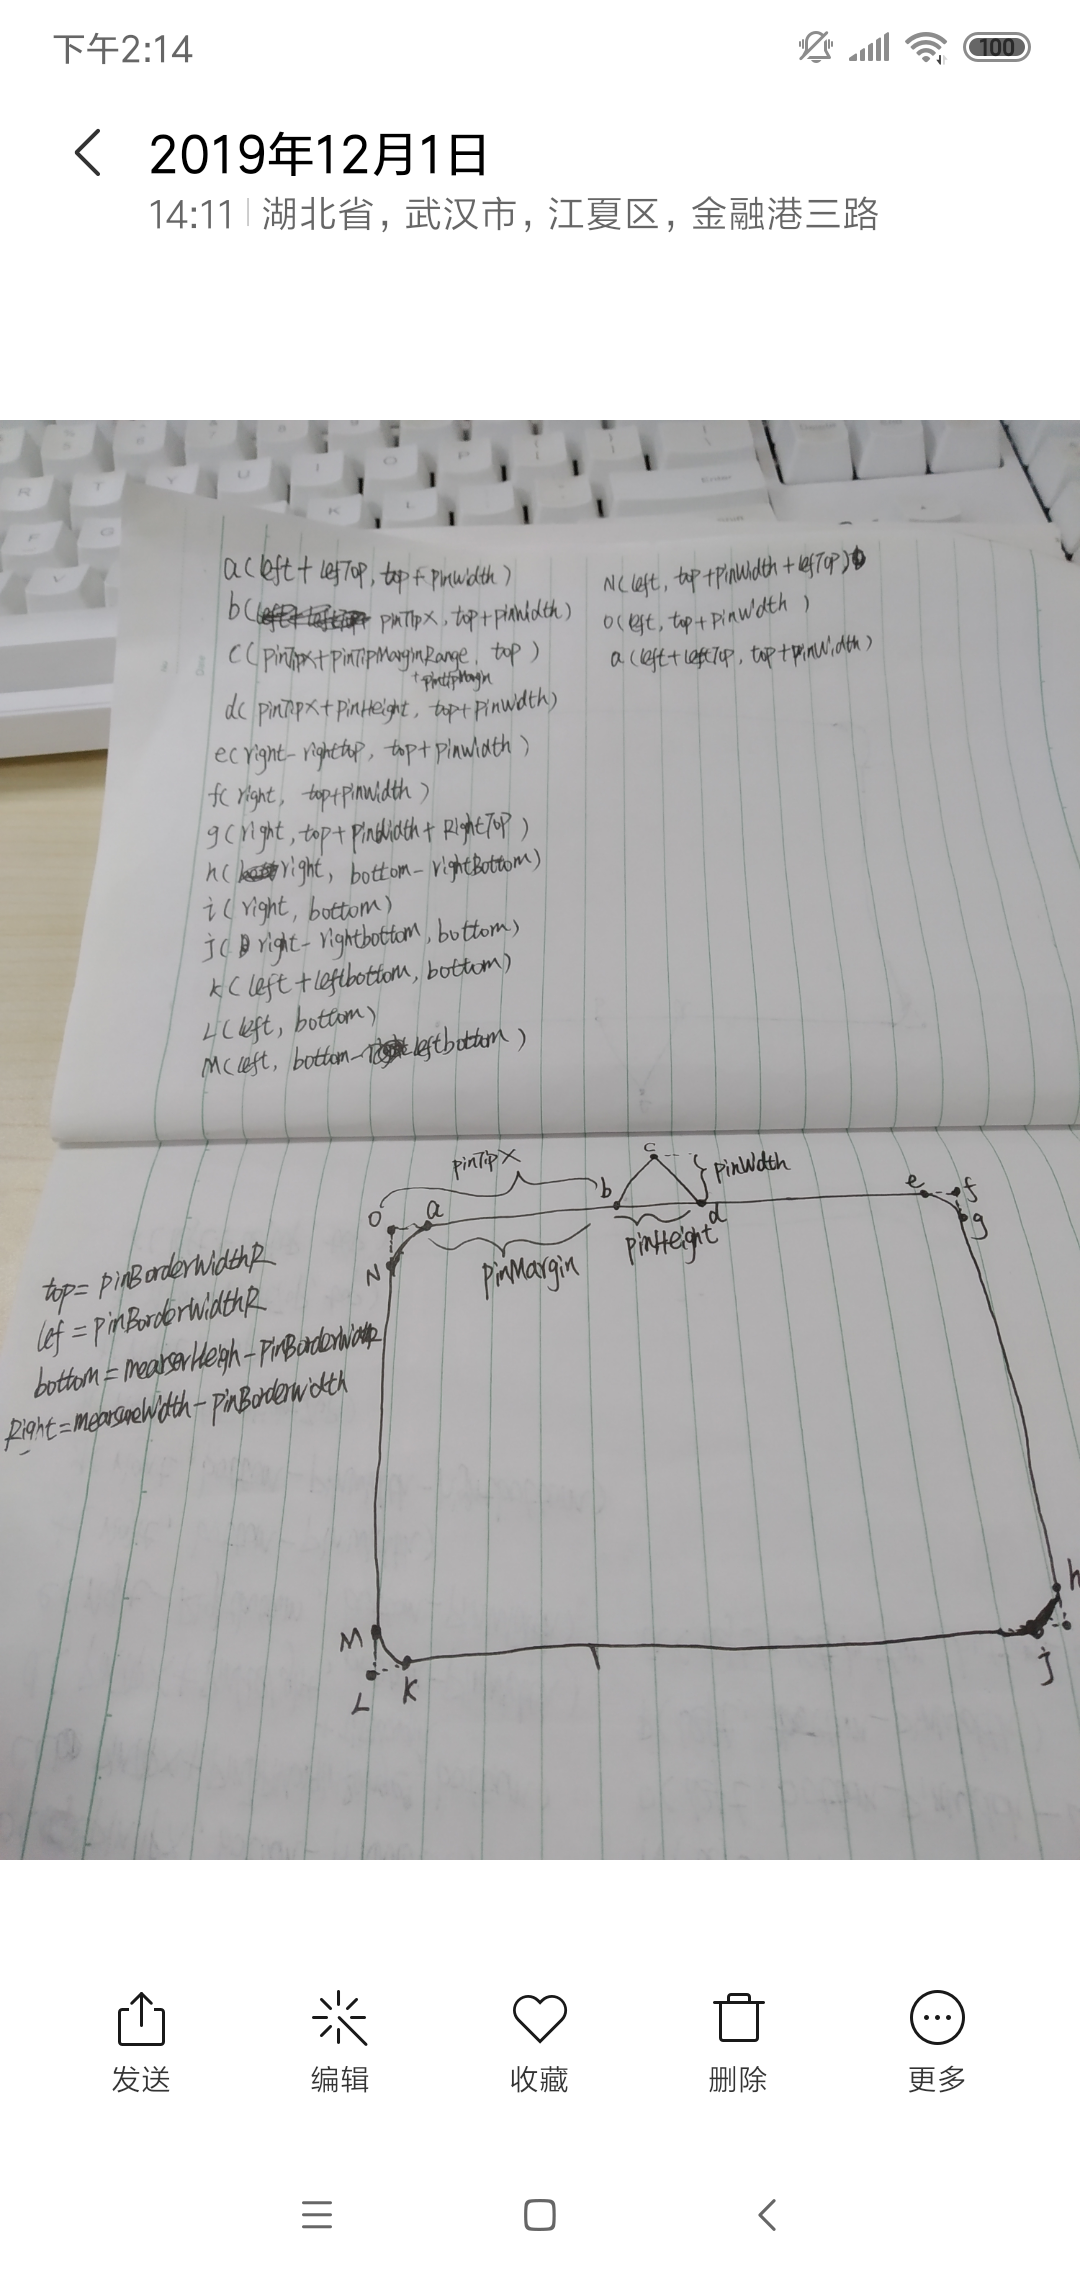 下午2:14
100
2019年12月1日
14:11 湖北省, 武汉市, 江夏区, 金融港三路
R T Y U I O P
Enter
F G K L
V
a(left+lefTop, top+pinwidth)
b( pinTipX, top+pinWidth)
c(pinTipX+pinTipMarginRange, top)
+pinTipMargin
d( pinTipX+pinHeight, top+pinWidth)
e(right-righttop, top+pinwidth)
f( right, top+pinwidth)
g(right, top+pinWidth+RightTop)
h( right, bottom-rightBottom)
i( right, bottom)
j( right-rightbottom, bottom)
K( left+leftbottom, bottom)
L(left, bottom)
M(left, bottom-leftbottom)
N(left, top+pinWidth+lefTop)
o(left, top+pinWidth)
a(left+leftTop, top+pinWidth)
pinTipX
c
pinWidth
b
e
f
o
a
d
g
N
pinMargin
pinHeight
top=pinBorderWidthR
lef=pinBorderWidthR
bottom=mearserHeigh-PinBorderwidth
Right=mearsureWidth-pinBorderwidth
h
M
j
L
K
发送
编辑
收藏
删除
更多